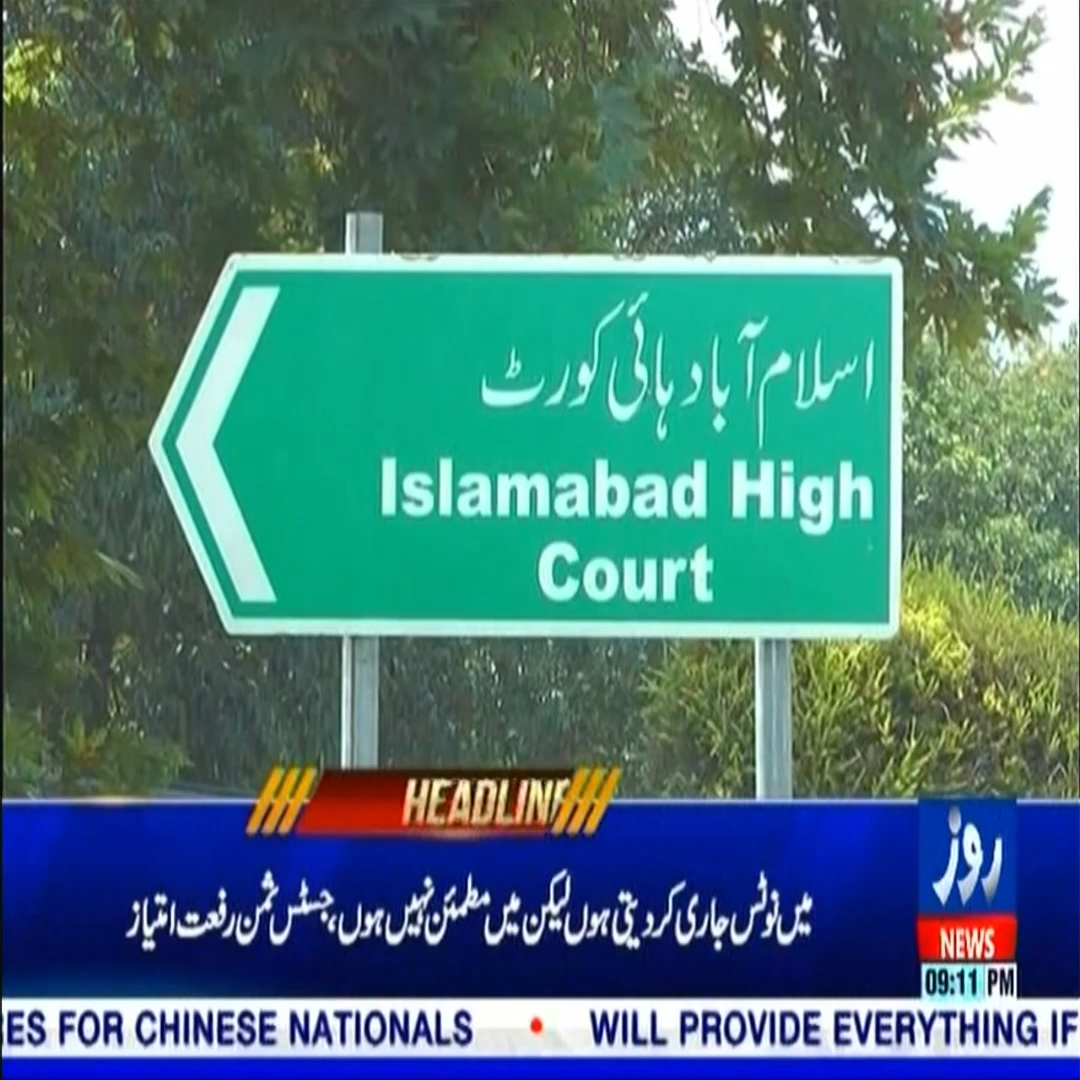 اسلام آباد ہائی کورٹ
Islamabad High
Court
HEADLINE
میں نوٹس جاری کر دیتی ہوں لیکن میں مطمئن نہیں ہوں، جسٹس ثمن رفعت امتیاز
روز
NEWS
09:11 PM
ES FOR CHINESE NATIONALS • WILL PROVIDE EVERYTHING IF